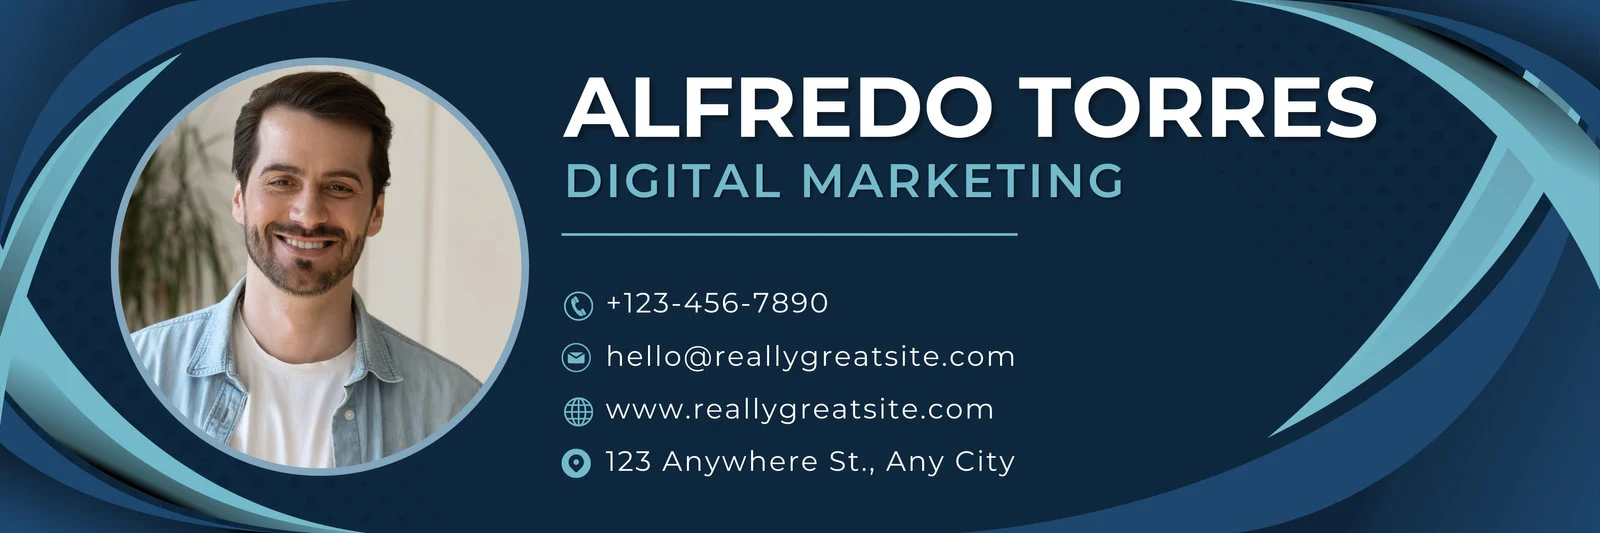 ALFREDO TORRES
DIGITAL MARKETING
+123-456-7890
hello@reallygreatsite.com
www.reallygreatsite.com
123 Anywhere St., Any City